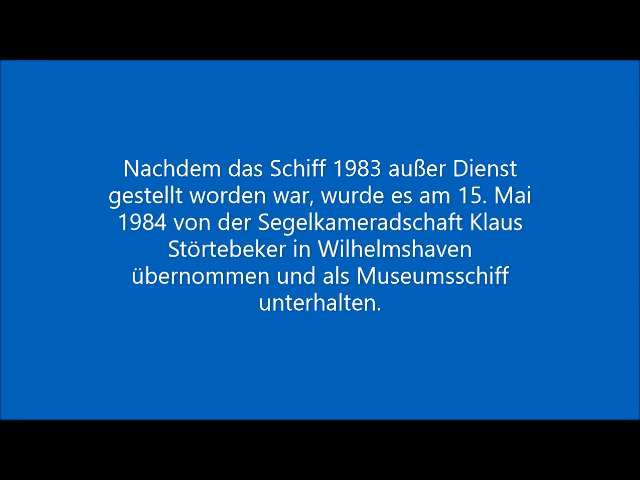 Nachdem das Schiff 1983 außer Dienst
gestellt worden war, wurde es am 15. Mai
1984 von der Segelkameradschaft Klaus
Störtebeker in Wilhelmshaven
übernommen und als Museumsschiff
unterhalten.